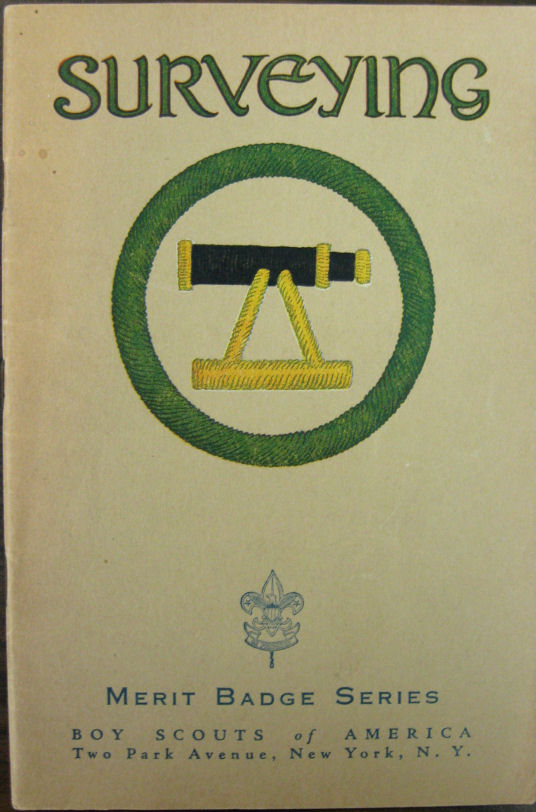 SURVEYING
MERIT BADGE SERIES
BOY SCOUTS of AMERICA
Two Park Avenue, New York, N. Y.